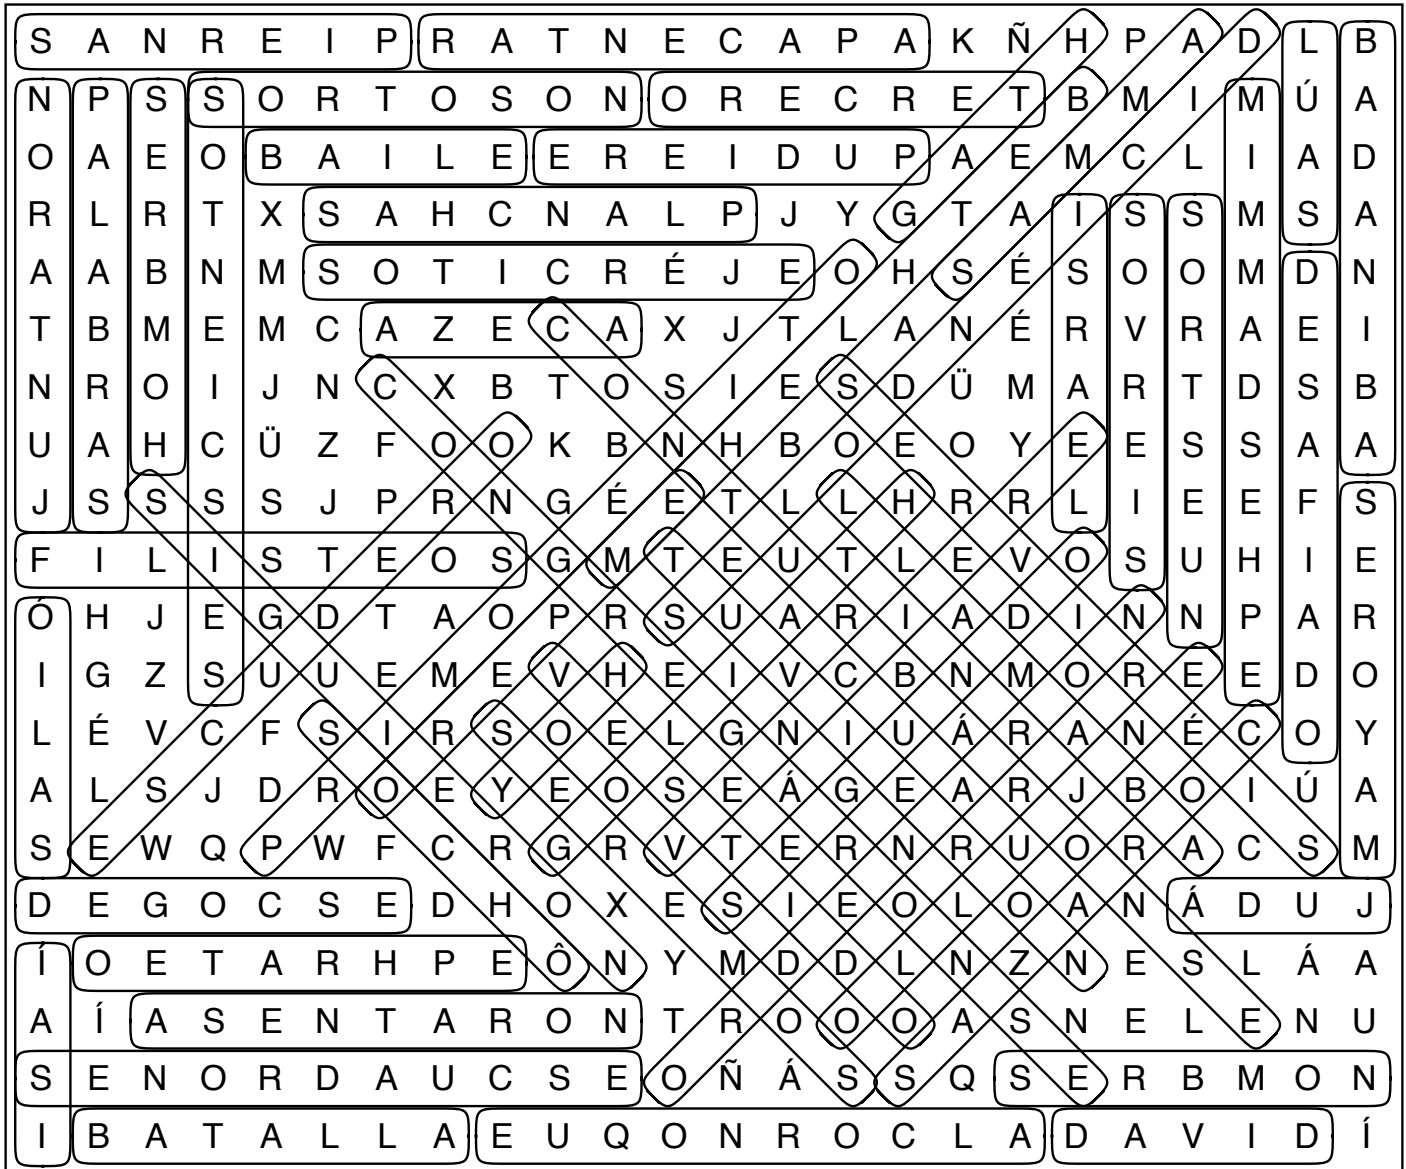 S A N R E I P R A T N E C A P A K Ñ H P A D L B
N P S S O R T O S O N O R E C R E T B M I M Ú A
O A E O B A I L E E R E I D U P A E M C L I A D
R L R T X S A H C N A L P J Y G T A I S S M S A
A A B N M S O T I C R É J E O H S É S O O M D N
T B M E M C A Z E C A X J T L A N É R V R A E I
N R O I J N C X B T O S I E S D Ü M A R T D S B
U A H C Ü Z F O O K B N H B O E O Y E E S S A A
J S S S S J P R N G É E T L L H R R L I E E F S
F I L I S T E O S G M T E U T L E V O S U H I E
Ó H J E G D T A O P R S U A R I A D I N N P A R
I G Z S U U E M E V H E I V C B N M O R E E D O
L É V C F S I R S O E L G N I U Á R A N É C O Y
A L S J D R O E Y E O S E Á G E A R J B O I Ú A
S E W Q P W F C R G R V T E R N R U O R A C S M
D E G O C S E D H O X E S I E O L O A N Á D U J
Í O E T A R H P E Ô N Y M D D L N Z N E S L Á A
A Í A S E N T A R O N T R O O O A S N E L E N U
S E N O R D A U C S E O Ñ Á S S Q S E R B M O N
I B A T A L L A E U Q O N R O C L A D A V I D Í